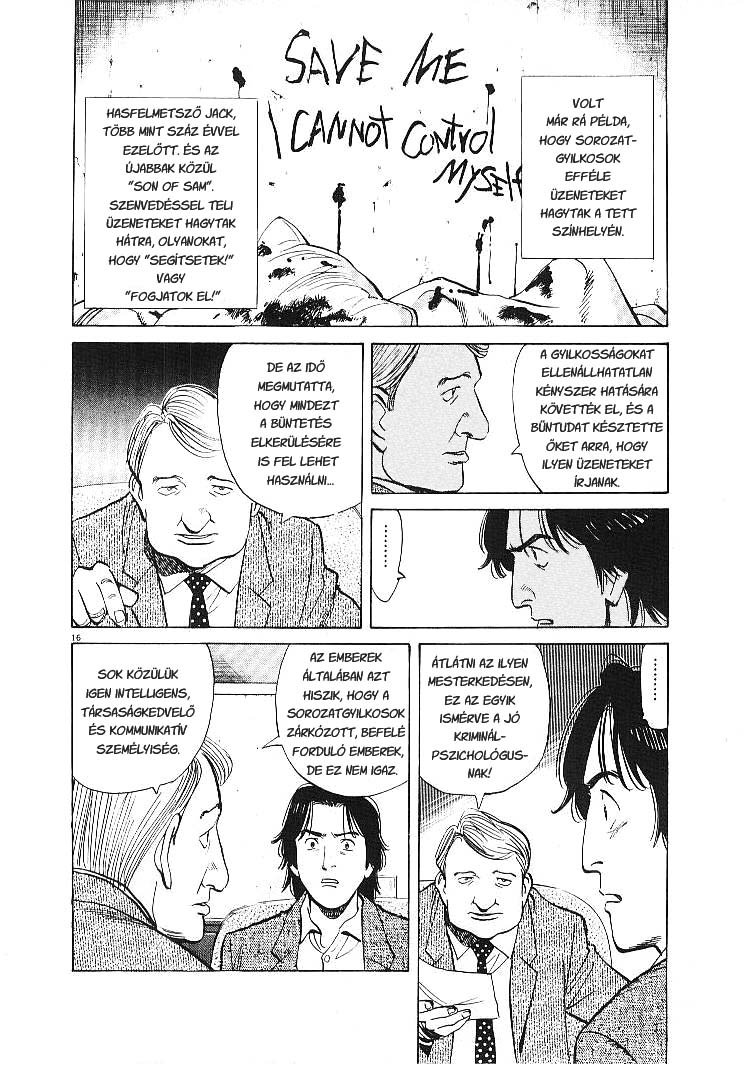 SAVE ME
I CANNOT CONTROL
MYSELF
VOLT
MÁR RÁ PÉLDA,
HOGY SOROZAT-
GYILKOSOK
EFFÉLE
ÜZENETEKET
HAGYTAK A TETT
SZÍNHELYÉN.
HASFELMETSZŐ JACK,
TÖBB MINT SZÁZ ÉVVEL
EZELŐTT. ÉS AZ
ÚJABBAK KÖZÜL
"SON OF SAM".
SZENVEDÉSSEL TELI
ÜZENETEKET HAGYTAK
HÁTRA, OLYANOKAT,
HOGY "SEGÍTSETEK!"
VAGY
"FOGJATOK EL!"
A GYILKOSSÁGOKAT
ELLENÁLLHATATLAN
KÉNYSZER HATÁSÁRA
KÖVETTÉK EL, ÉS A
BŰNTUDAT KÉSZTETTE
ŐKET ARRA, HOGY
ILYEN ÜZENETEKET
ÍRJANAK.
DE AZ IDŐ
MEGMUTATTA,
HOGY MINDEZT
A BÜNTETÉS
ELKERÜLÉSÉRE
IS FEL LEHET
HASZNÁLNI...
.........
16
.........
ÁTLÁTNI AZ ILYEN
MESTERKEDÉSEN,
EZ AZ EGYIK
ISMÉRVE A JÓ
KRIMINÁL-
PSZICHOLÓGUS-
NAK!
AZ EMBEREK
ÁLTALÁBAN AZT
HISZIK, HOGY A
SOROZATGYILKOSOK
ZÁRKÓZOTT, BEFELÉ
FORDULÓ EMBEREK,
DE EZ NEM IGAZ.
SOK KÖZÜLÜK
IGEN INTELLIGENS,
TÁRSASÁGKEDVELŐ
ÉS KOMMUNIKATÍV
SZEMÉLYISÉG.